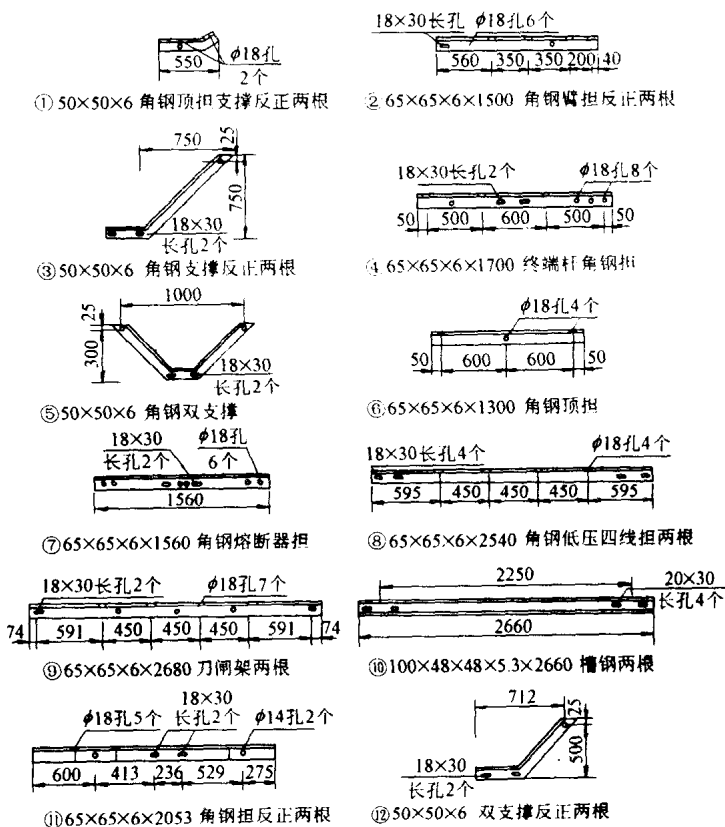 18×30长孔 ϕ18孔6个
ϕ18孔
2个
550
560 350 350 200 40
① 50×50×6 角钢顶担支撑反正两根
② 65×65×6×1500 角钢臂担反正两根
750
25
750
18×30
长孔2个
18×30长孔2个 ϕ18孔8个
50 500 600 500 50
③ 50×50×6 角钢支撑反正两根
④ 65×65×6×1700 终端杆角钢担
1000
25
300
18×30
长孔2个
ϕ18孔4个
50 600 600 50
⑤ 50×50×6 角钢双支撑
⑥ 65×65×6×1300 角钢顶担
18×30
长孔2个
ϕ18孔
6个
1560
18×30长孔4个 ϕ18孔4个
595 450 450 450 595
⑦ 65×65×6×1560 角钢熔断器担
⑧ 65×65×6×2540 角钢低压四线担两根
18×30长孔2个 ϕ18孔7个
74 591 450 450 591 74
2250
20×30
长孔4个
2660
⑨ 65×65×6×2680 刀闸架两根
⑩ 100×48×48×5.3×2660 槽钢两根
ϕ18孔5个
18×30
长孔2个
ϕ14孔2个
600 413 236 529 275
712
25
500
18×30
长孔2个
⑪ 65×65×6×2053 角钢担反正两根
⑫ 50×50×6 双支撑反正两根